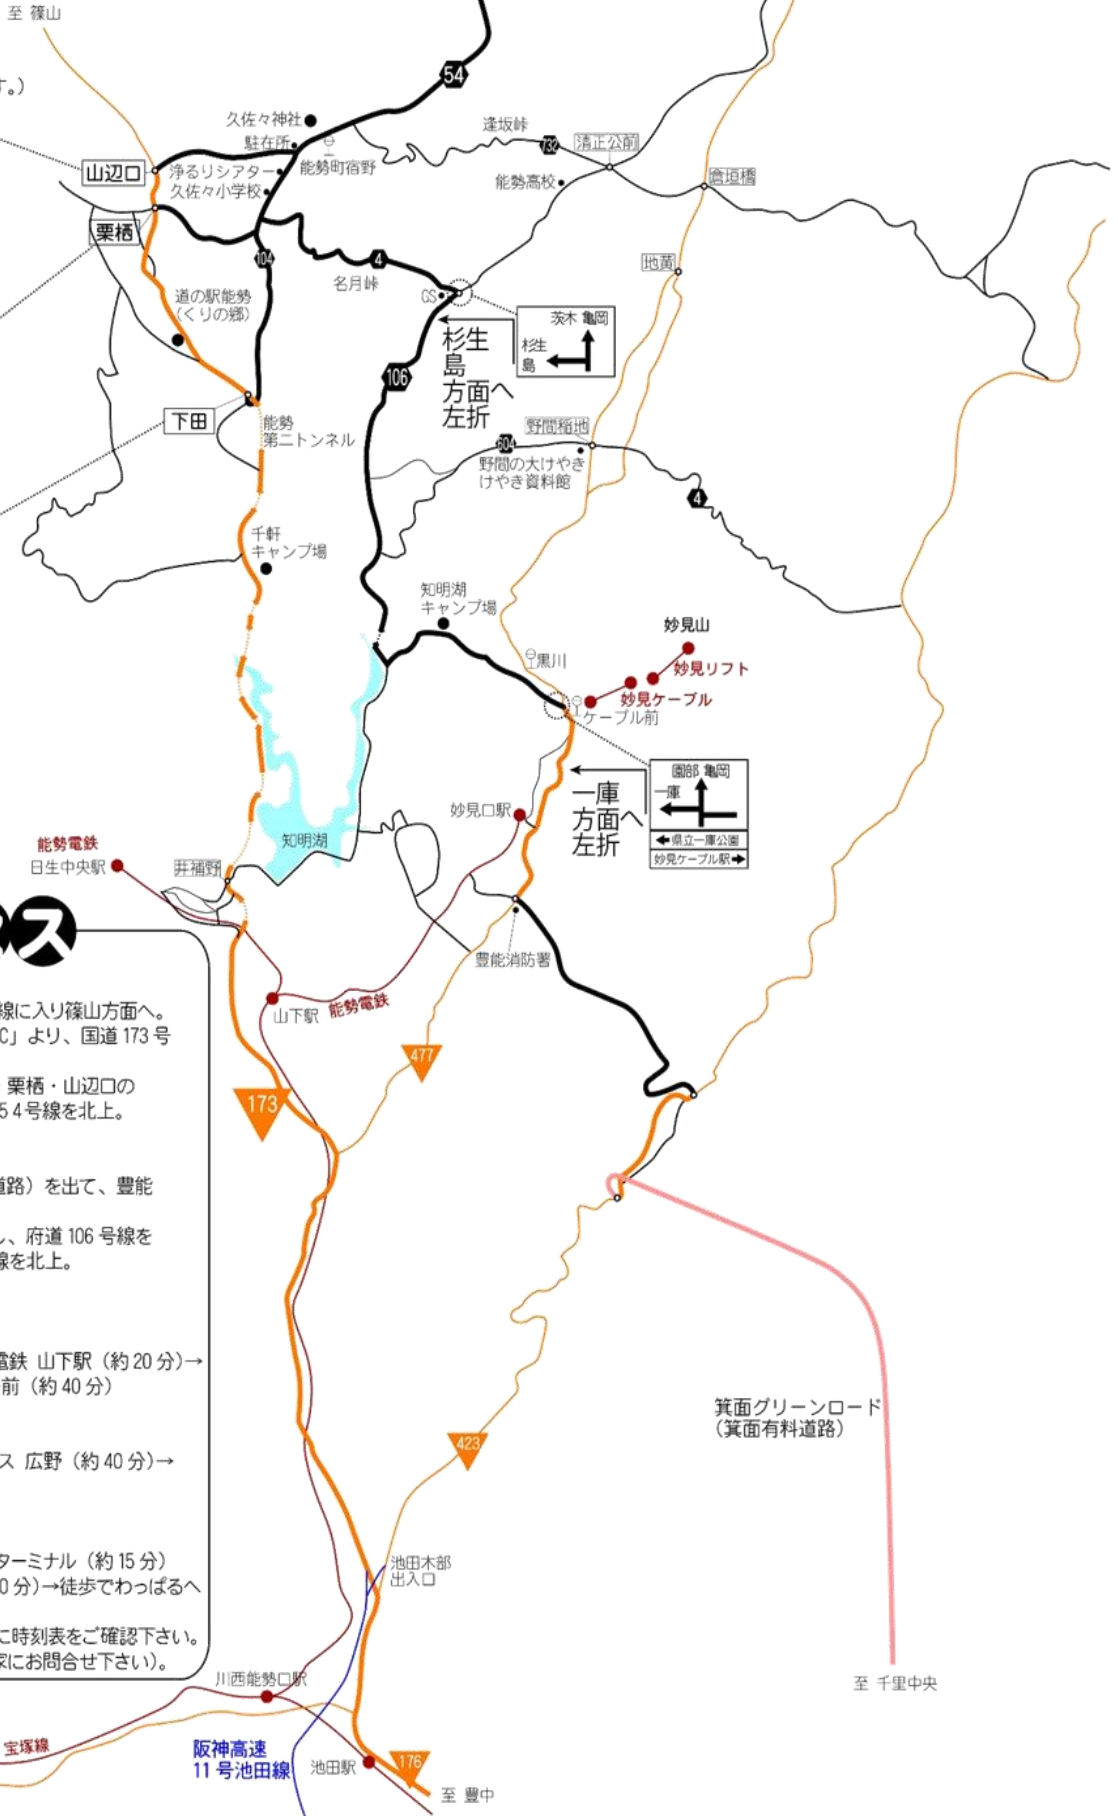 至 篠山
す。)
54
久佐々神社
駐在所
逢坂峠
732
清正公前
山辺口
浄るりシアター
能勢町宿野
久佐々小学校
能勢高校
倉垣橋
栗栖
104
4
名月峠
地黄
GS
道の駅能勢
(くりの郷)
茨木 亀岡
杉生
島
杉生
島
方面へ
左折
106
下田
能勢
第二トンネル
野間稲地
604
野間の大けやき
けやき資料館
4
千軒
キャンプ場
知明湖
キャンプ場
妙見山
黒川
妙見リフト
妙見ケーブル
ケーブル前
園部 亀岡
一庫
県立一庫公園
妙見ケーブル駅
一庫
方面へ
左折
妙見口駅
知明湖
能勢電鉄
日生中央駅
井補野
ス
豊能消防署
線に入り篠山方面へ。
C」より、国道 173 号
山下駅
能勢電鉄
477
栗栖・山辺口の
5 4号線を北上。
173
道路）を出て、豊能
し、府道 106 号線を
線を北上。
電鉄 山下駅（約 20 分）→
前（約 40 分）
箕面グリーンロード
（箕面有料道路）
423
ス 広野（約 40 分）→
ターミナル（約 15 分）
0 分）→徒歩でわっぱるへ
池田木部
出入口
に時刻表をご確認下さい。
家にお問合せ下さい）。
川西能勢口駅
至 千里中央
宝塚線
阪神高速
11 号池田線
池田駅
176
至 豊中